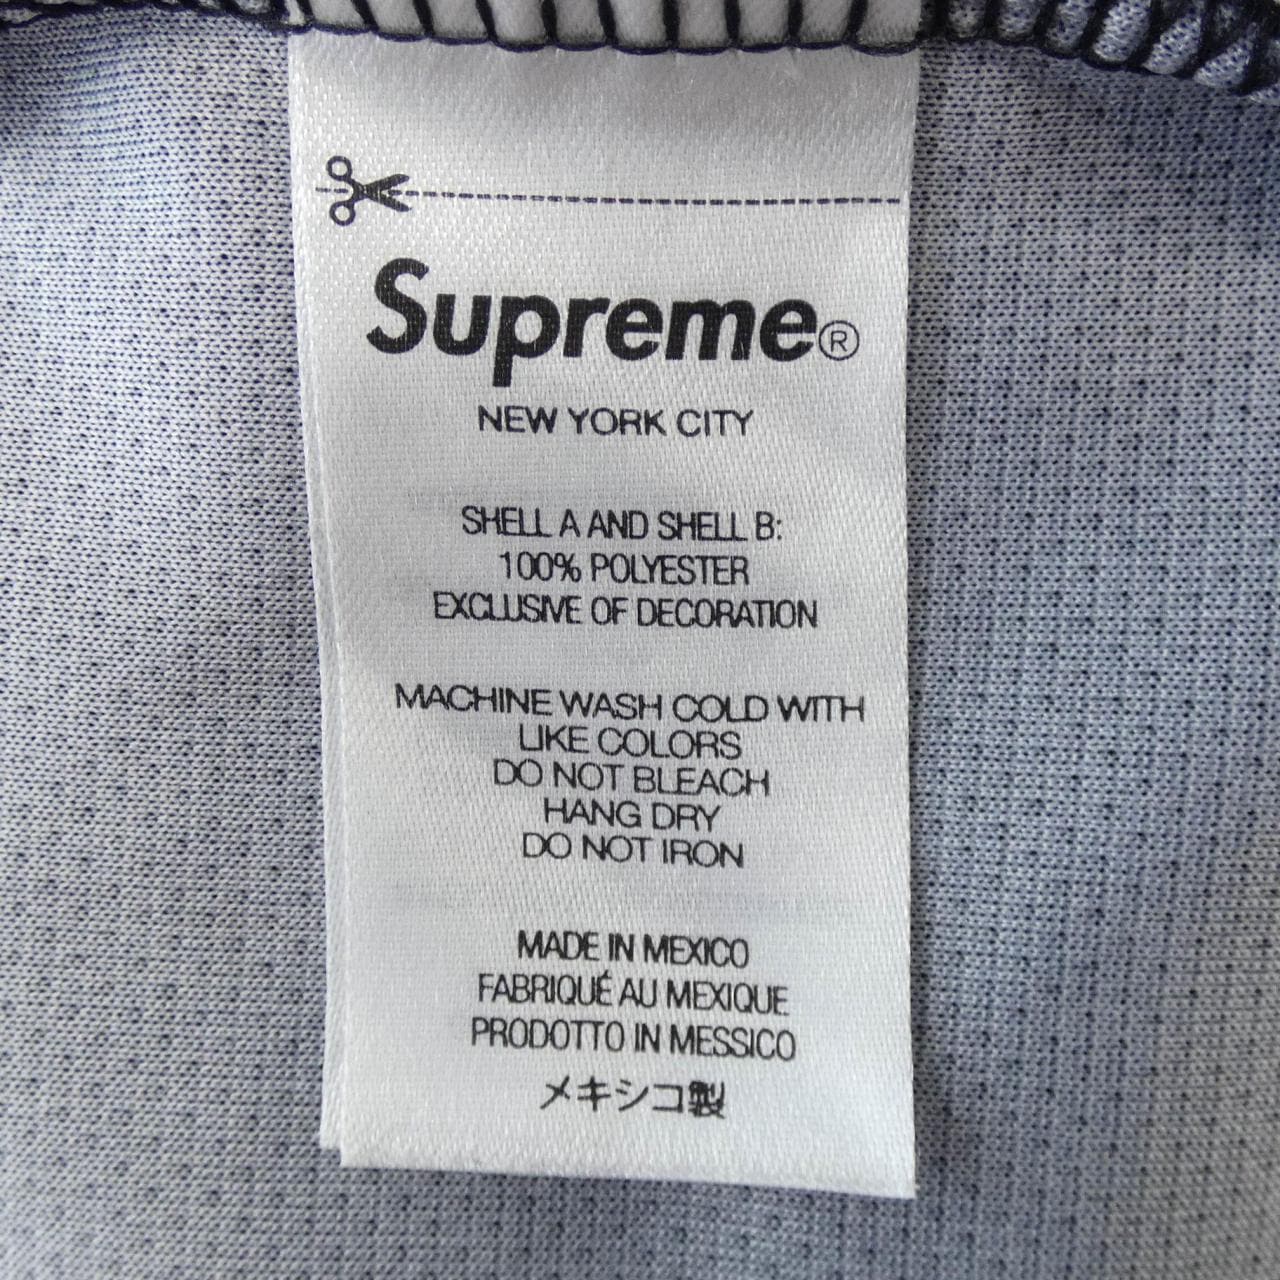 Supreme®
NEW YORK CITY
SHELL A AND SHELL B:
100% POLYESTER
EXCLUSIVE OF DECORATION
MACHINE WASH COLD WITH
LIKE COLORS
DO NOT BLEACH
HANG DRY
DO NOT IRON
MADE IN MEXICO
FABRIQUÉ AU MEXIQUE
PRODOTTO IN MESSICO
メキシコ製